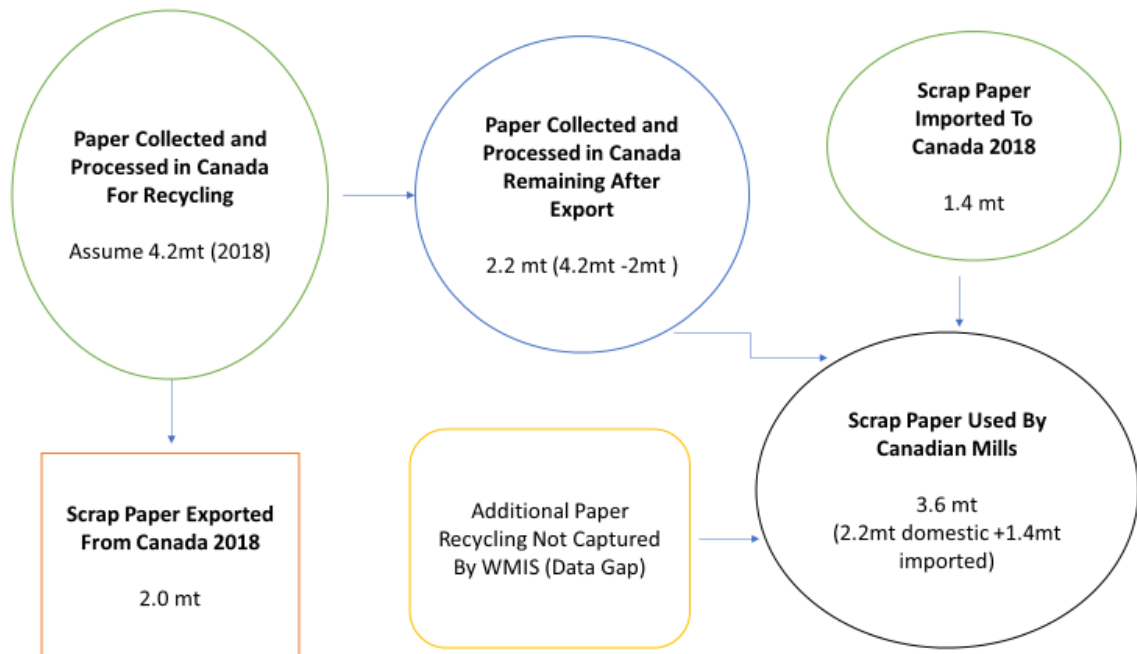 Paper Collected and
Processed in Canada
For Recycling
Assume 4.2mt (2018)
Paper Collected and
Processed in Canada
Remaining After
Export
2.2 mt (4.2mt -2mt )
Scrap Paper
Imported To
Canada 2018
1.4 mt
Scrap Paper Exported
From Canada 2018
2.0 mt
Additional Paper
Recycling Not Captured
By WMIS (Data Gap)
Scrap Paper Used By
Canadian Mills
3.6 mt
(2.2mt domestic +1.4mt
imported)